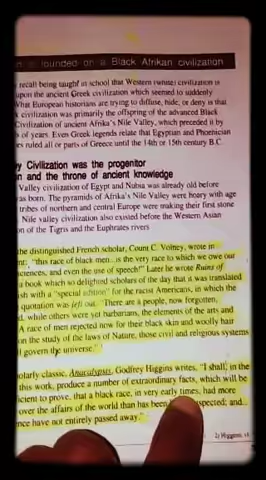 is founded on a Black Afrikan civilization
recall being taught in school that Western (white) civilization is
upon the ancient Greek civilization which seemed to suddenly
What European historians are trying to diffuse, hide, or deny is that
civilization was primarily the offspring of the advanced Black
Civilization of ancient Afrika's Nile Valley, which preceded it by
s of years. Even Greek legends relate that Egyptian and Phoenician
rs ruled all or parts of Greece until the 14th or 15th century B.C.
y Civilization was the progenitor
n and the throne of ancient knowledge
Valley civilization of Egypt and Nubia was already old before
was born. The pyramids of Afrika's Nile Valley were hoary with age
tribes of northern and central Europe were making their first stone
Nile valley civilization also existed before the Western Asian
on of the Tigris and the Euphrates rivers
the distinguished French scholar, Count C. Volney, wrote in
"this race of black men...is the very race to which we owe our
sciences, and even the use of speech!" Later he wrote Ruins of
a book which so delighted scholars of the day that it was translated
sh with a "special edition" for the racist Americans, in which the
quotation was left out. "There are a people, now forgotten,
d, while others were yet barbarians, the elements of the arts and
A race of men rejected now for their black skin and woolly hair
on the study of the laws of Nature, those civil and religious systems
l govern the universe."
olarly classic, Anacalypsis, Godfrey Higgins writes, "I shall, in the
this work, produce a number of extraordinary facts, which will be
icient to prove, that a black race, in very early times, had more
over the affairs of the world than has been suspected; and...
nce have not entirely passed away."
2) Higgins,